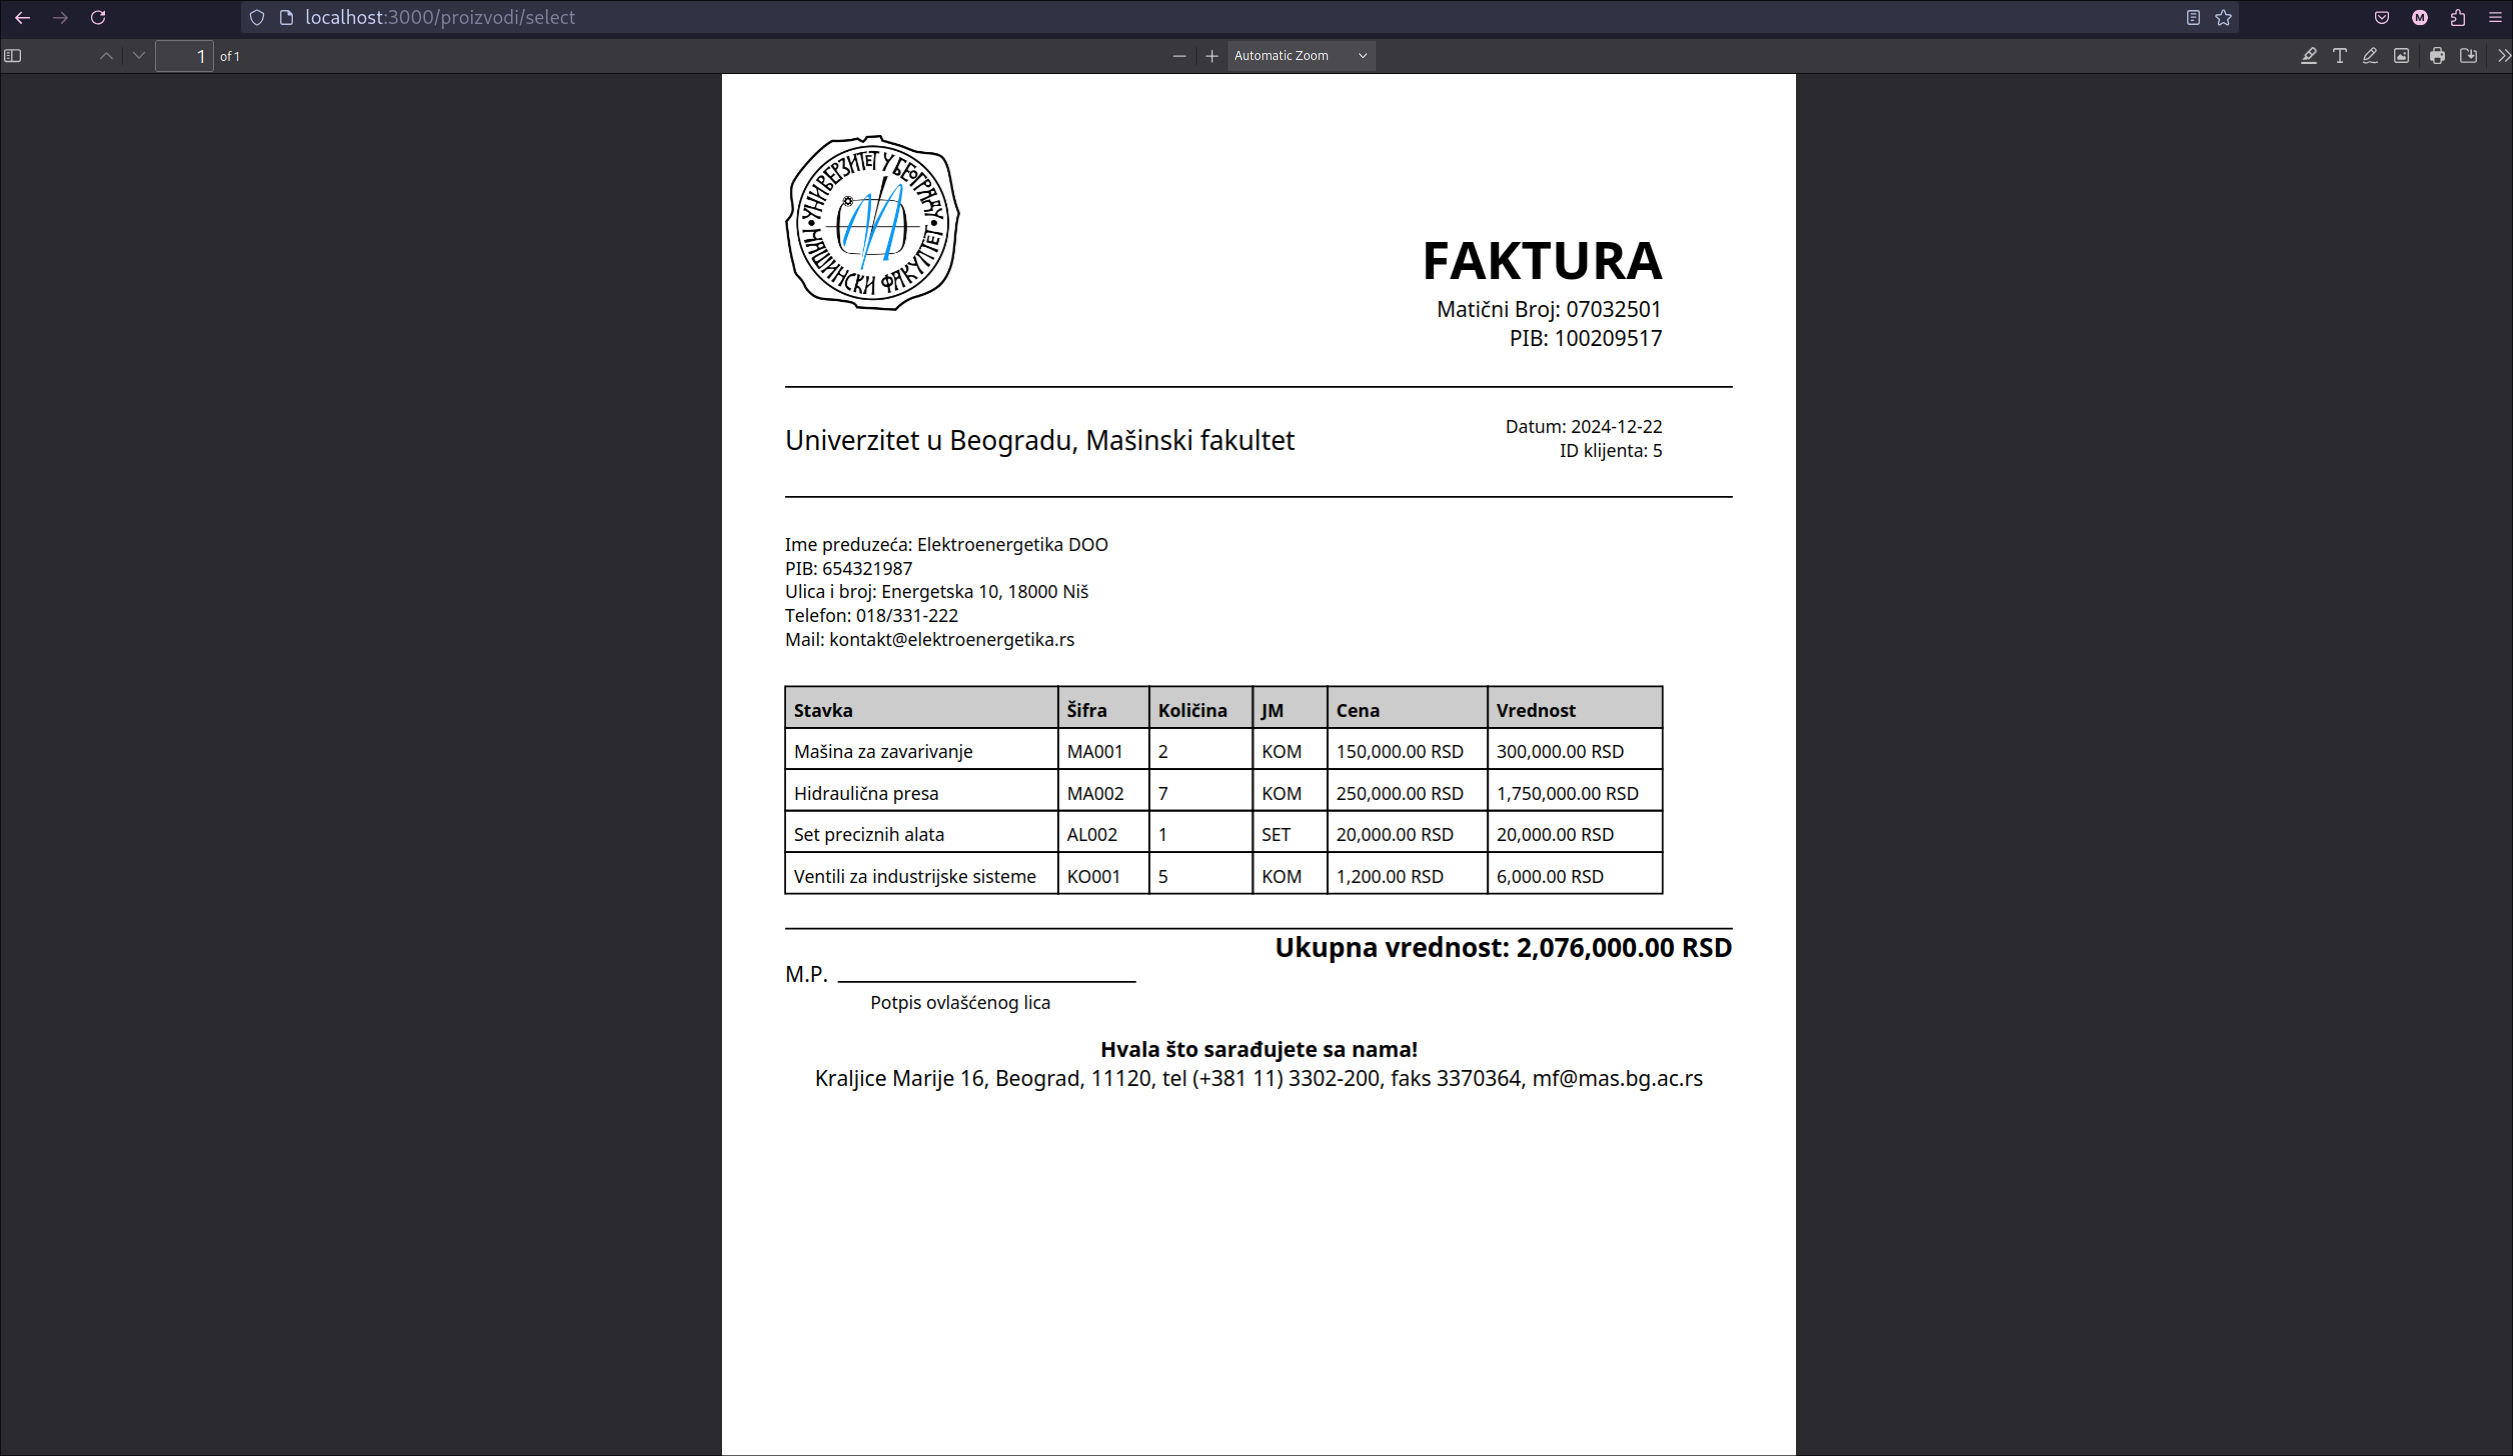 localhost:3000/proizvodi/select
1 of 1
Automatic Zoom
M
УНИВЕРЗИТЕТ У БЕОГРАДУ
МАШИНСКИ ФАКУЛТЕТ
FAKTURA
Matični Broj: 07032501
PIB: 100209517
Univerzitet u Beogradu, Mašinski fakultet
Datum: 2024-12-22
ID klijenta: 5
Ime preduzeća: Elektroenergetika DOO
PIB: 654321987
Ulica i broj: Energetska 10, 18000 Niš
Telefon: 018/331-222
Mail: kontakt@elektroenergetika.rs
Stavka Šifra Količina JM Cena Vrednost
Mašina za zavarivanje MA001 2 KOM 150,000.00 RSD 300,000.00 RSD
Hidraulična presa MA002 7 KOM 250,000.00 RSD 1,750,000.00 RSD
Set preciznih alata AL002 1 SET 20,000.00 RSD 20,000.00 RSD
Ventili za industrijske sisteme KO001 5 KOM 1,200.00 RSD 6,000.00 RSD
Ukupna vrednost: 2,076,000.00 RSD
M.P.
Potpis ovlašćenog lica
Hvala što sarađujete sa nama!
Kraljice Marije 16, Beograd, 11120, tel (+381 11) 3302-200, faks 3370364, mf@mas.bg.ac.rs